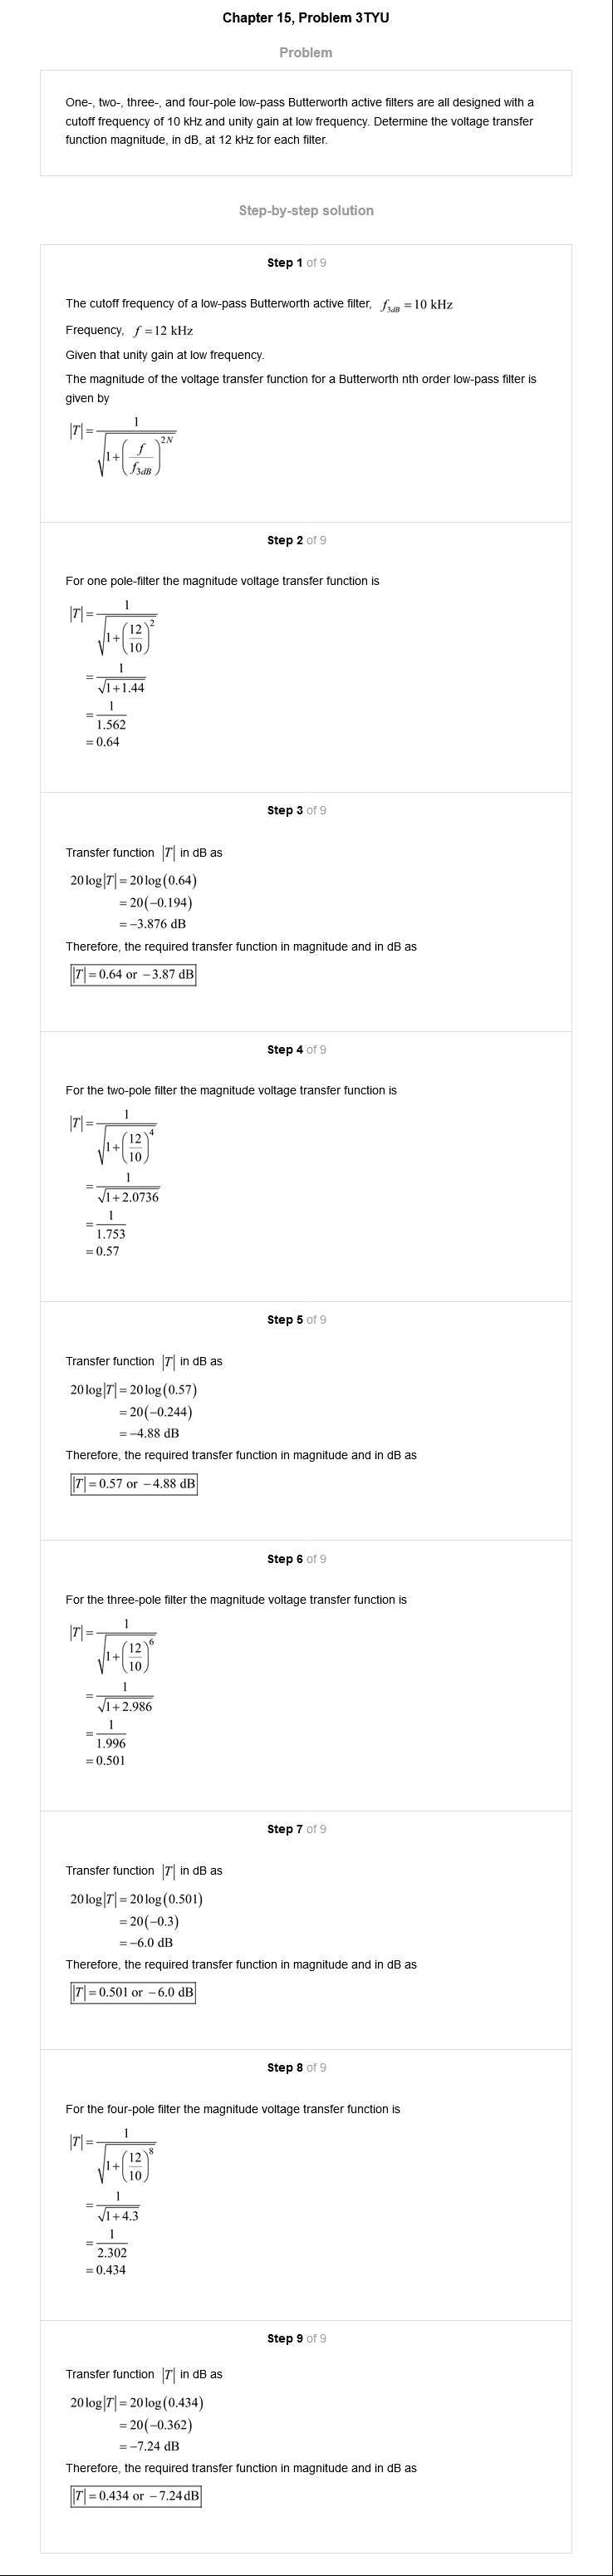 Chapter 15, Problem 3TYU
Problem
One-, two-, three-, and four-pole low-pass Butterworth active filters are all designed with a
cutoff frequency of 10 kHz and unity gain at low frequency. Determine the voltage transfer
function magnitude, in dB, at 12 kHz for each filter.
Step-by-step solution
Step 1 of 9
The cutoff frequency of a low-pass Butterworth active filter, f_{3dB} = 10 kHz
Frequency, f = 12 kHz
Given that unity gain at low frequency.
The magnitude of the voltage transfer function for a Butterworth nth order low-pass filter is
given by
|T| = \frac{1}{\sqrt{1+\left(\frac{f}{f_{3dB}}\right)^{2N}}}
Step 2 of 9
For one pole-filter the magnitude voltage transfer function is
|T| = \frac{1}{\sqrt{1+\left(\frac{12}{10}\right)^{2}}}
= \frac{1}{\sqrt{1+1.44}}
= \frac{1}{1.562}
= 0.64
Step 3 of 9
Transfer function |T| in dB as
20 log|T| = 20 log(0.64)
= 20(−0.194)
= −3.876 dB
Therefore, the required transfer function in magnitude and in dB as
|T| = 0.64 or −3.87 dB
Step 4 of 9
For the two-pole filter the magnitude voltage transfer function is
|T| = \frac{1}{\sqrt{1+\left(\frac{12}{10}\right)^{4}}}
= \frac{1}{\sqrt{1+2.0736}}
= \frac{1}{1.753}
= 0.57
Step 5 of 9
Transfer function |T| in dB as
20 log|T| = 20 log(0.57)
= 20(−0.244)
= −4.88 dB
Therefore, the required transfer function in magnitude and in dB as
|T| = 0.57 or −4.88 dB
Step 6 of 9
For the three-pole filter the magnitude voltage transfer function is
|T| = \frac{1}{\sqrt{1+\left(\frac{12}{10}\right)^{6}}}
= \frac{1}{\sqrt{1+2.986}}
= \frac{1}{1.996}
= 0.501
Step 7 of 9
Transfer function |T| in dB as
20 log|T| = 20 log(0.501)
= 20(−0.3)
= −6.0 dB
Therefore, the required transfer function in magnitude and in dB as
|T| = 0.501 or −6.0 dB
Step 8 of 9
For the four-pole filter the magnitude voltage transfer function is
|T| = \frac{1}{\sqrt{1+\left(\frac{12}{10}\right)^{8}}}
= \frac{1}{\sqrt{1+4.3}}
= \frac{1}{2.302}
= 0.434
Step 9 of 9
Transfer function |T| in dB as
20 log|T| = 20 log(0.434)
= 20(−0.362)
= −7.24 dB
Therefore, the required transfer function in magnitude and in dB as
|T| = 0.434 or −7.24 dB